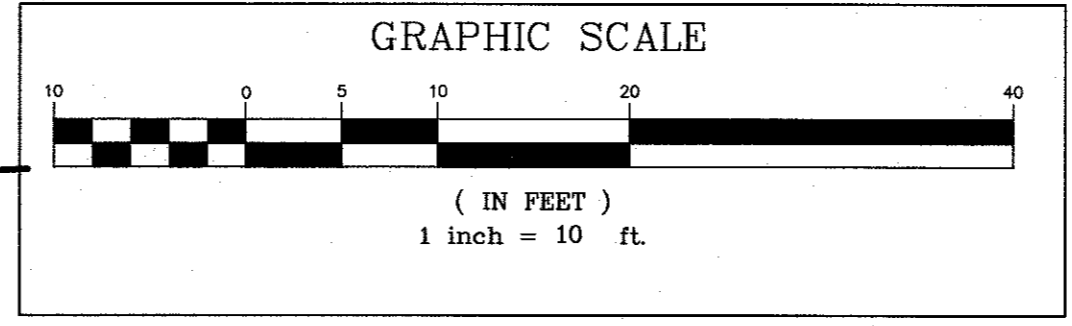 GRAPHIC SCALE
10 0 5 10 20 40
( IN FEET )
1 inch = 10 ft.